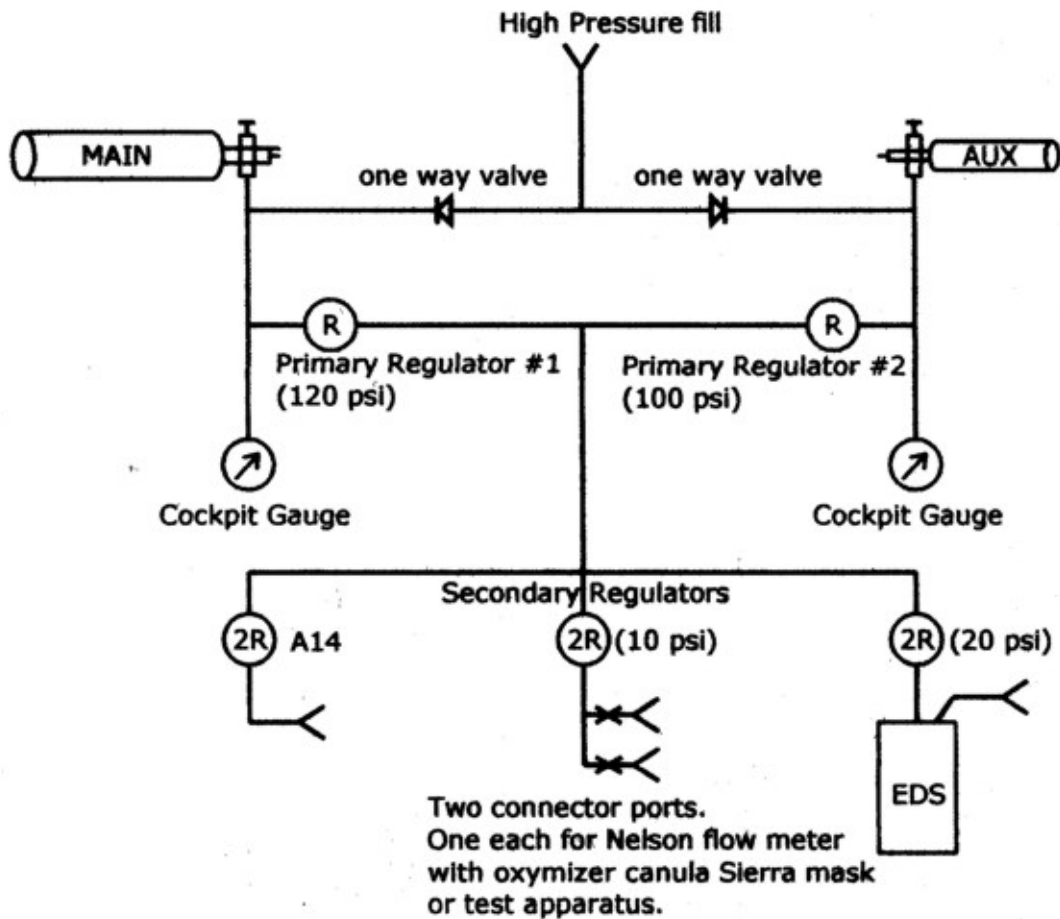 High Pressure fill
MAIN
AUX
one way valve
one way valve
R
R
Primary Regulator #1
(120 psi)
Primary Regulator #2
(100 psi)
Cockpit Gauge
Cockpit Gauge
Secondary Regulators
2R A14
2R (10 psi)
2R (20 psi)
EDS
Two connector ports.
One each for Nelson flow meter
with oxymizer canula Sierra mask
or test apparatus.